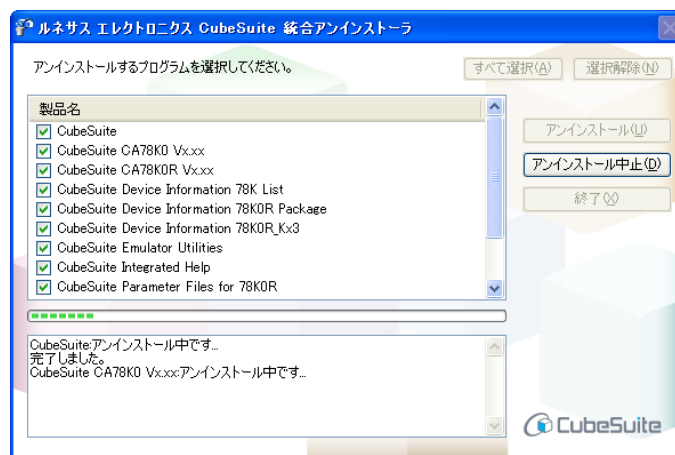 ルネサス エレクトロニクス CubeSuite 統合アンインストーラ
アンインストールするプログラムを選択してください。
すべて選択(A)
選択解除(N)
製品名
CubeSuite
CubeSuite CA78K0 Vx.xx
CubeSuite CA78K0R Vx.xx
CubeSuite Device Information 78K List
CubeSuite Device Information 78K0R Package
CubeSuite Device Information 78K0R_Kx3
CubeSuite Emulator Utilities
CubeSuite Integrated Help
CubeSuite Parameter Files for 78K0R
アンインストール(U)
アンインストール中止(D)
終了(X)
CubeSuite:アンインストール中です...
完了しました。
CubeSuite CA78K0 Vx.xx:アンインストール中です...
CubeSuite